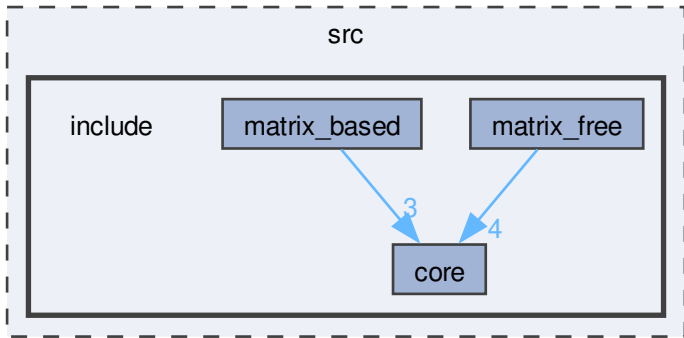 src
include
matrix_based
matrix_free
3
4
core